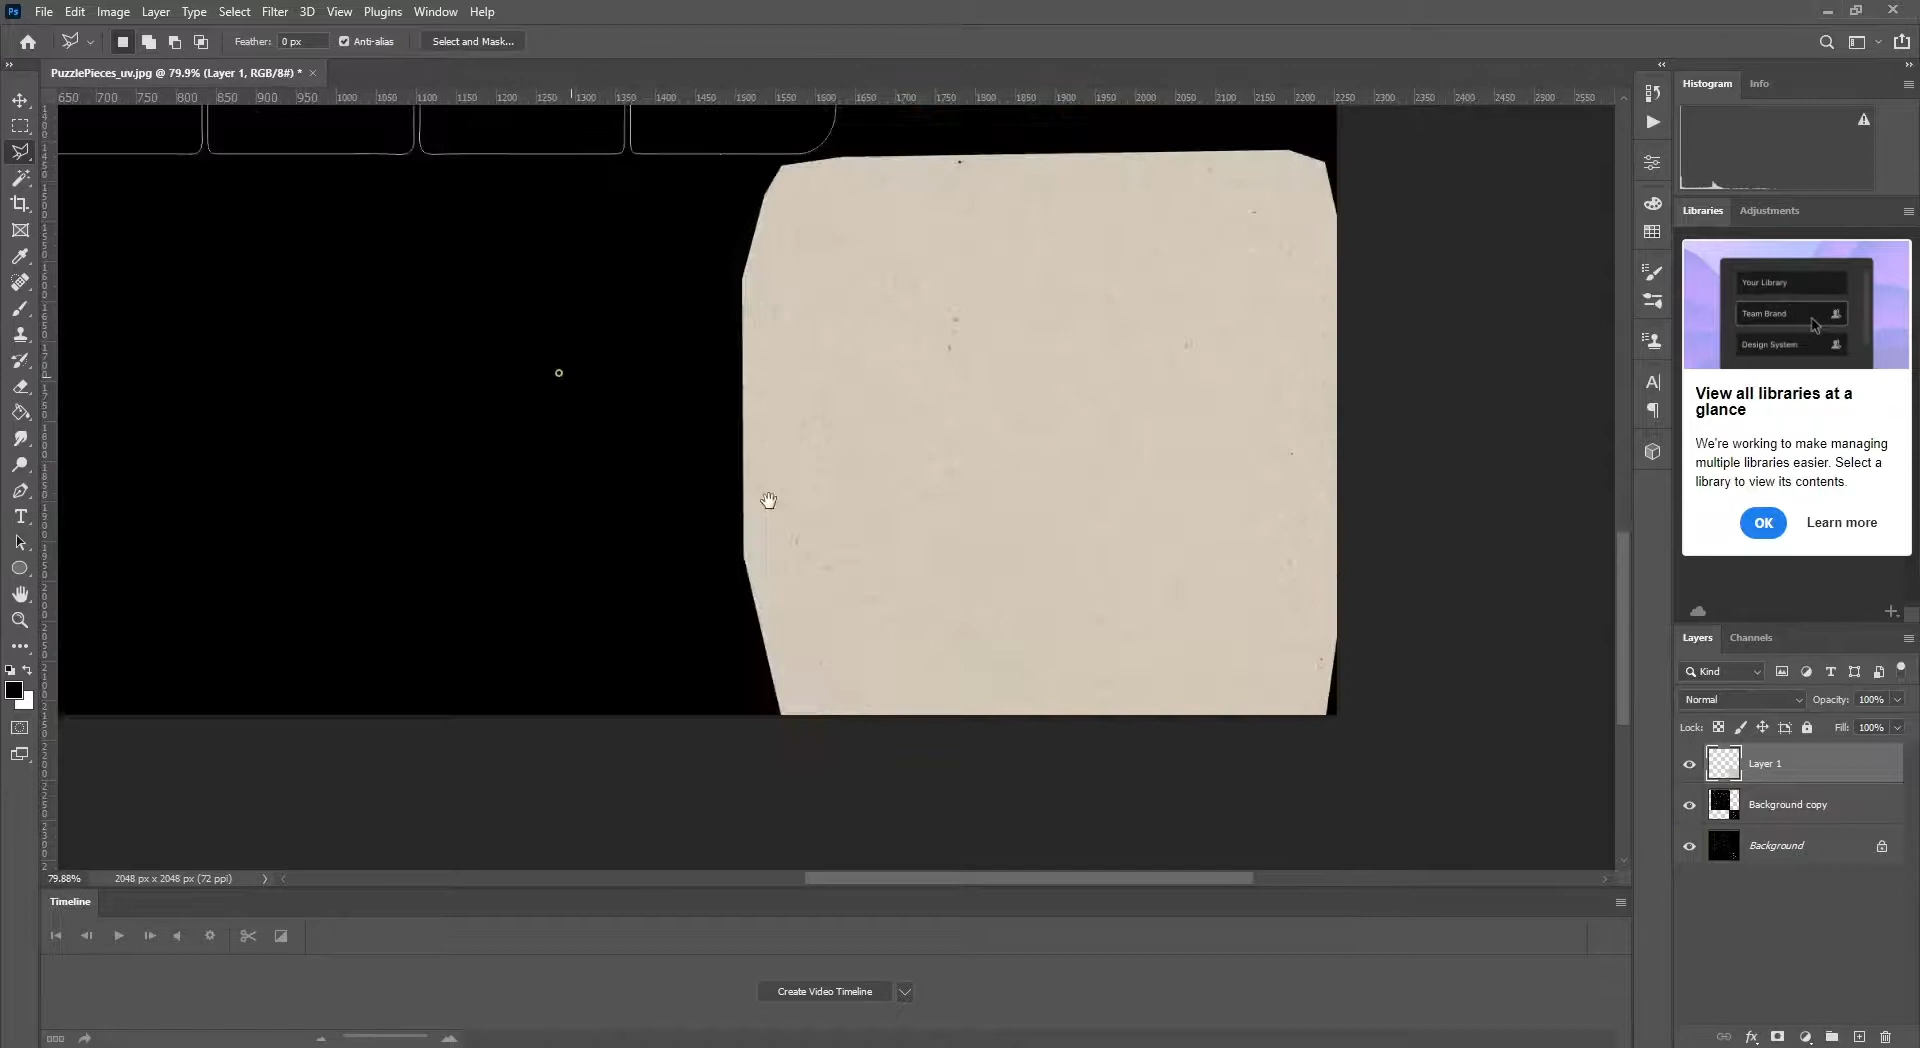 Ps File Edit Image Layer Type Select Filter 3D View Plugins Window Help
Feather: 0 px Anti-alias Select and Mask...
PuzzlePieces_uv.jpg @ 79.9% (Layer 1, RGB/8#) * ×
650 700 750 800 850 900 950 1000 1050 1100 1150 1200 1250 1300 1350 1400 1450 1500 1550 1600 1650 1700 1750 1800 1850 1900 1950 2000 2050 2100 2150 2200 2250 2300 2350 2400 2450 2500 2550
Histogram Info
Libraries Adjustments
Your Library
Team Brand
Design System
View all libraries at a
glance
We're working to make managing
multiple libraries easier. Select a
library to view its contents.
OK Learn more
Layers Channels
Kind
Normal Opacity: 100%
Lock: Fill: 100%
Layer 1
Background copy
Background
79.88% 2048 px x 2048 px (72 ppi)
Timeline
Create Video Timeline